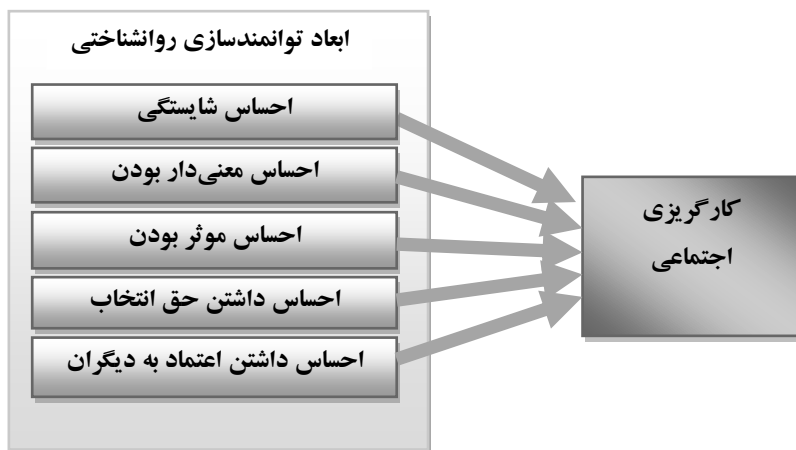 ابعاد توانمندسازی روانشناختی
احساس شایستگی
احساس معنی‌دار بودن
احساس موثر بودن
احساس داشتن حق انتخاب
احساس داشتن اعتماد به دیگران
کارگریزی
اجتماعی